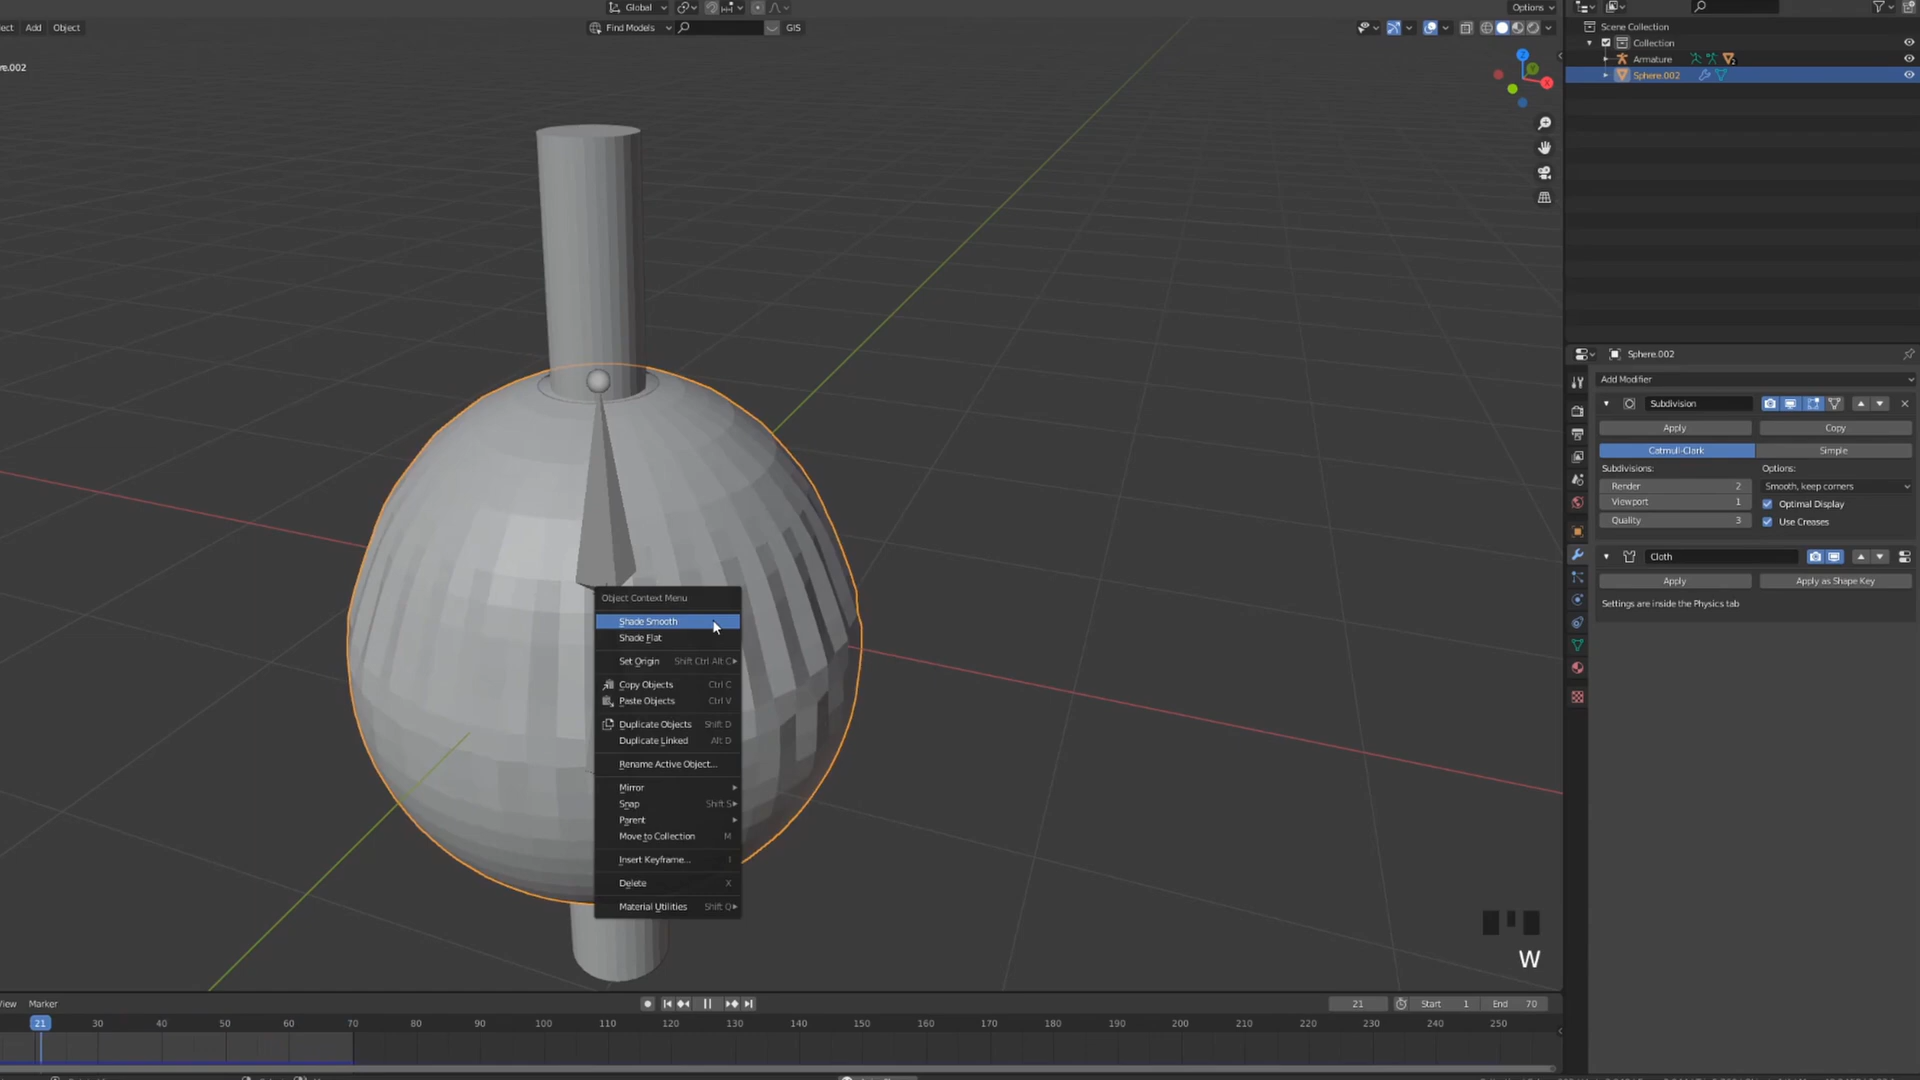 Global
Options
ect Add Object
Find Models
GIS
re.002
Scene Collection
Collection
Armature
Sphere.002
Z
X
Sphere.002
Add Modifier
Subdivision
Apply Copy
Catmull-Clark Simple
Subdivisions: Options:
Render 2 Smooth, keep corners
Viewport 1 Optimal Display
Quality 3 Use Creases
Cloth
Apply Apply as Shape Key
Settings are inside the Physics tab
Object Context Menu
Shade Smooth
Shade Flat
Set Origin Shift Ctrl Alt C
Copy Objects Ctrl C
Paste Objects Ctrl V
Duplicate Objects Shift D
Duplicate Linked Alt D
Rename Active Object...
Mirror
Snap Shift S
Parent
Move to Collection M
Insert Keyframe... I
Delete X
Material Utilities Shift Q
W
iew Marker
21 Start 1 End 70
21 30 40 50 60 70 80 90 100 110 120 130 140 150 160 170 180 190 200 210 220 230 240 250